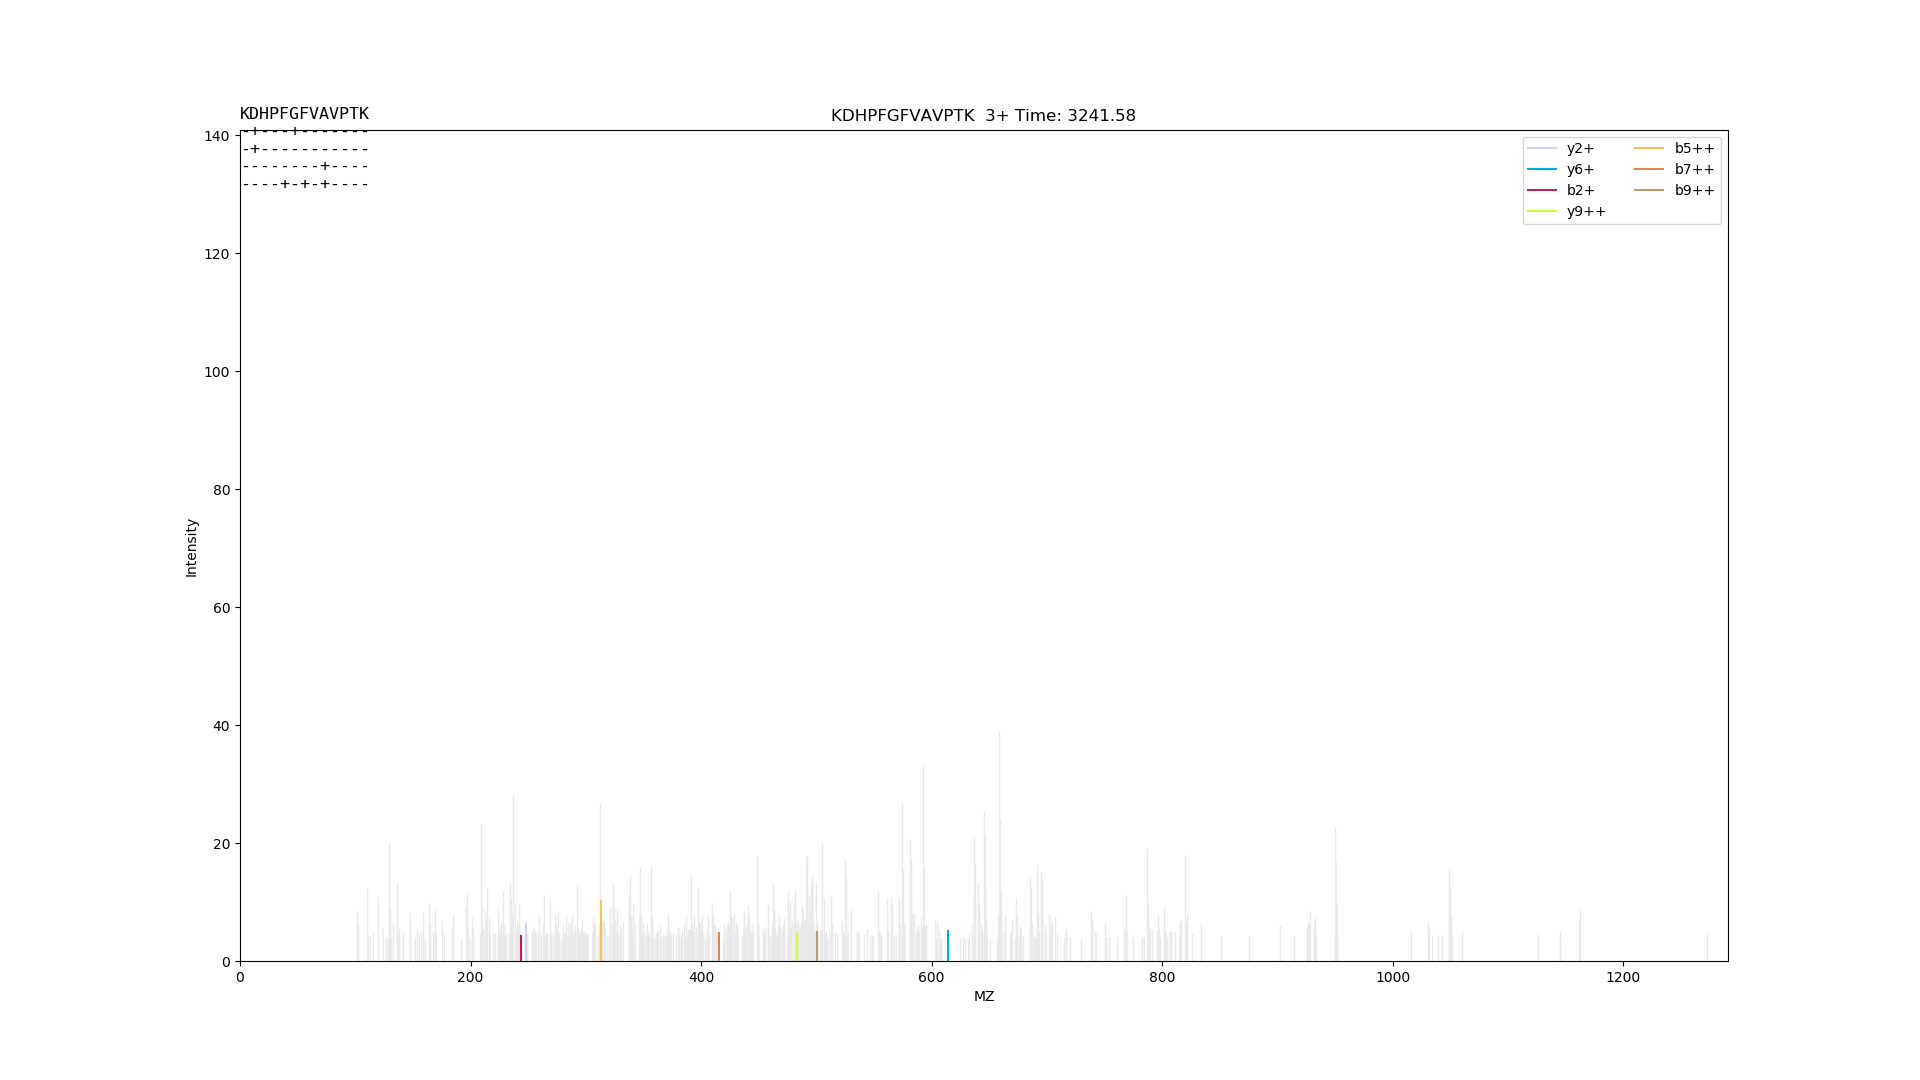 KDHPFGFVAVPTK
KDHPFGFVAVPTK 3+ Time: 3241.58
-+---+-------
-+-----------
--------+----
----+-+-+----
y2+
y6+
b2+
y9++
b5++
b7++
b9++
140
120
100
80
60
40
20
0
Intensity
0 200 400 600 800 1000 1200
MZ